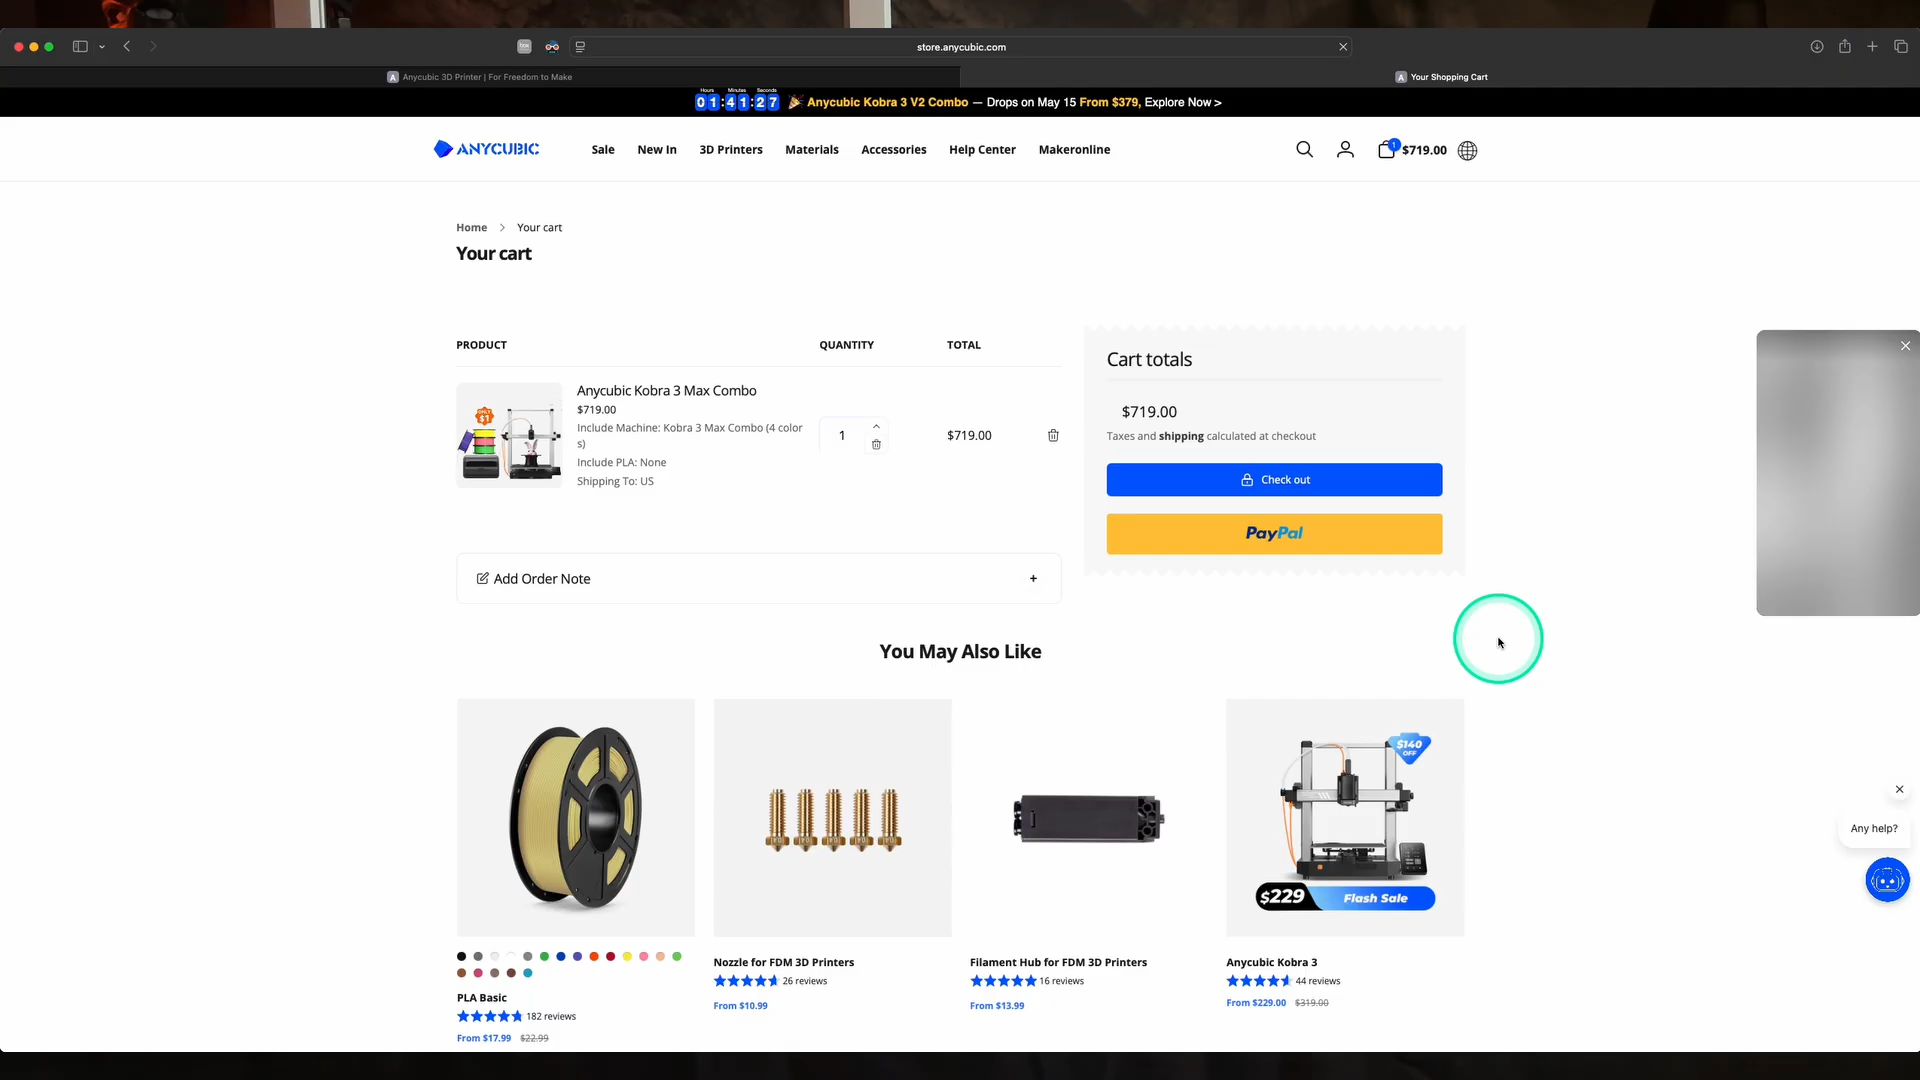 store.anycubic.com
Anycubic 3D Printer | For Freedom to Make
Your Shopping Cart
Hours Minutes Seconds
01:41:27 Anycubic Kobra 3 V2 Combo — Drops on May 15 From $379, Explore Now >
ANYCUBIC
Sale New In 3D Printers Materials Accessories Help Center Makeronline
1 $719.00
Home > Your cart
Your cart
PRODUCT QUANTITY TOTAL
Anycubic Kobra 3 Max Combo
$719.00
Include Machine: Kobra 3 Max Combo (4 color
s)
Include PLA: None
Shipping To: US
ONLY
$1
1
$719.00
Cart totals
$719.00
Taxes and shipping calculated at checkout
Check out
PayPal
Add Order Note +
You May Also Like
$140
OFF
$229 Flash Sale
PLA Basic
182 reviews
From $17.99 $22.99
Nozzle for FDM 3D Printers
26 reviews
From $10.99
Filament Hub for FDM 3D Printers
16 reviews
From $13.99
Anycubic Kobra 3
44 reviews
From $229.00 $319.00
Any help?